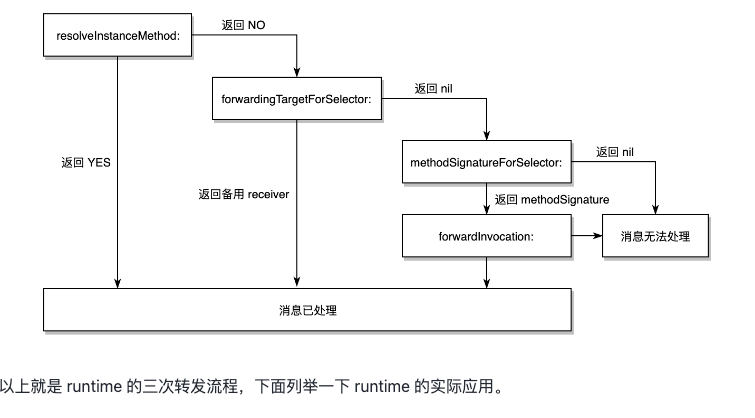 返回 NO
resolveInstanceMethod:
返回 nil
forwardingTargetForSelector:
返回 YES
返回 nil
methodSignatureForSelector:
返回备用 receiver
返回 methodSignature
forwardInvocation:
消息无法处理
消息已处理
以上就是 runtime 的三次转发流程，下面列举一下 runtime 的实际应用。